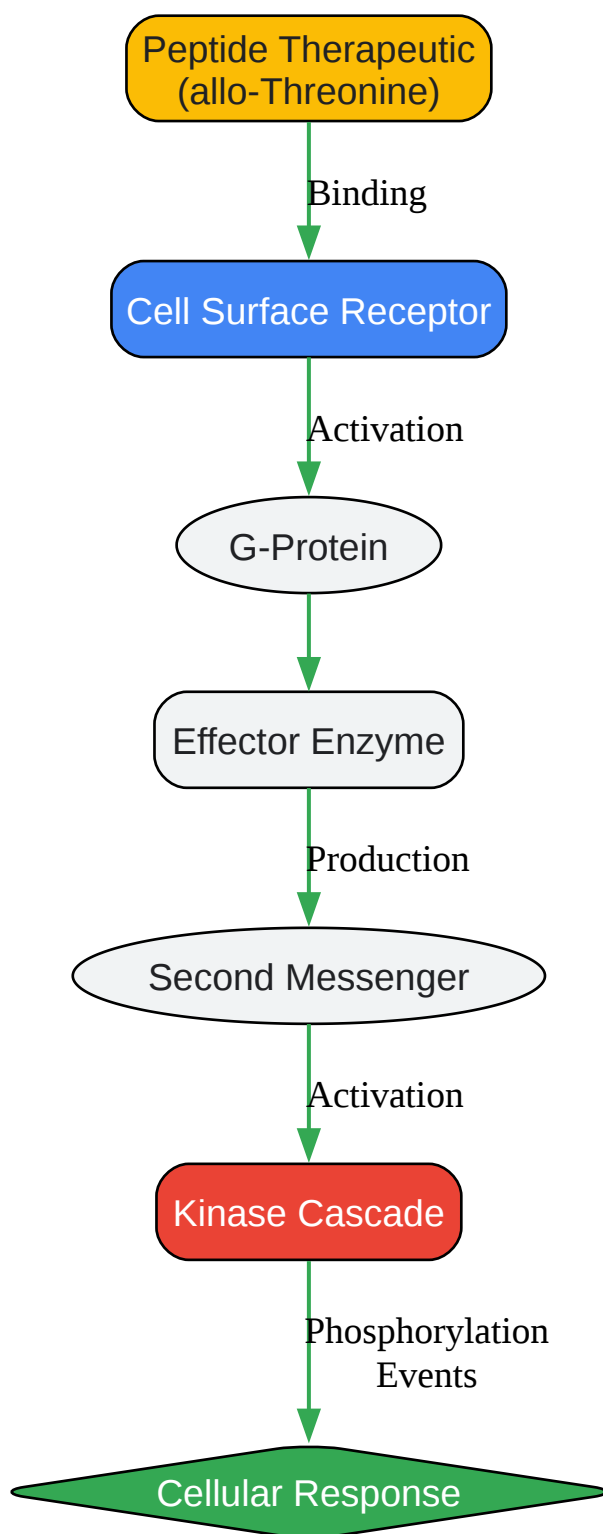 Peptide Therapeutic
(allo-Threonine)
Binding
Cell Surface Receptor
Activation
G-Protein
Effector Enzyme
Production
Second Messenger
Activation
Kinase Cascade
Phosphorylation
Events
Cellular Response